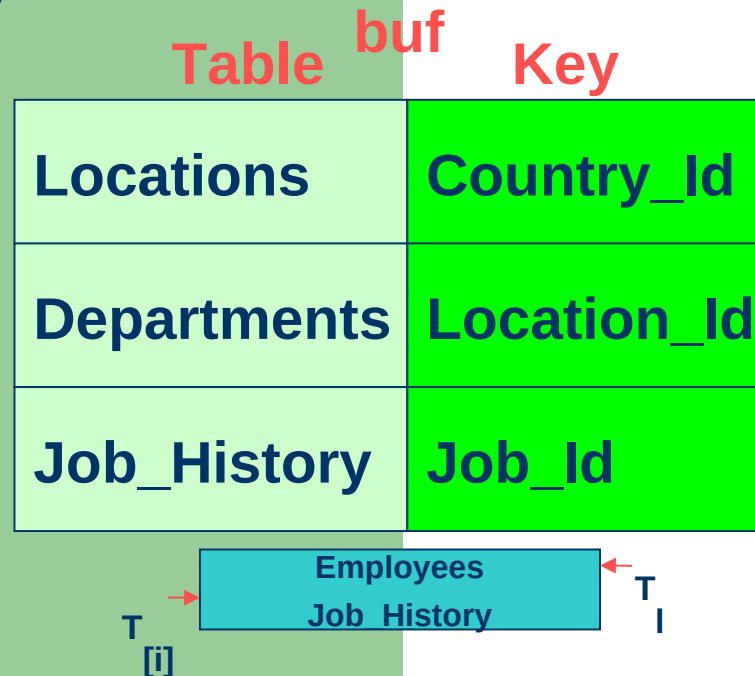 buf
Table Key
Locations Country_Id
Departments Location_Id
Job_History Job_Id
Employees
Job_History
T
[i]
T
I